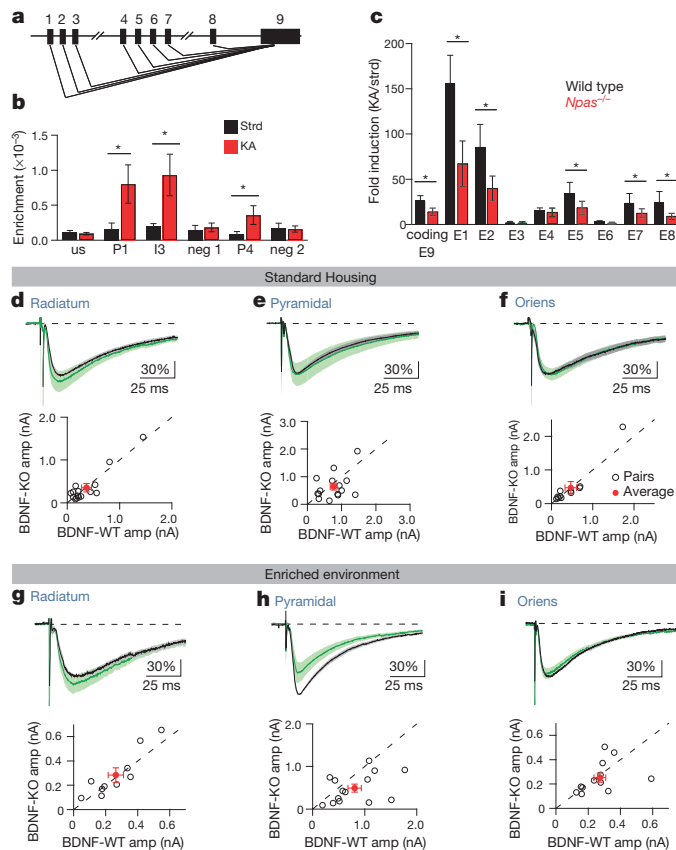 a
1 2 3 4 5 6 7 8 9
b
Enrichment (×10⁻³)
1.5
1.0
0.5
0.0
Strd
KA
* * *
us P1 I3 neg 1 P4 neg 2
c
Fold induction (KA/strd)
200
150
100
50
0
Wild type
Npas⁻/⁻
* * * * * *
coding E9 E1 E2 E3 E4 E5 E6 E7 E8
Standard Housing
d Radiatum
30%
25 ms
BDNF-KO amp (nA)
2.0
1.0
0
0 1.0 2.0
BDNF-WT amp (nA)
e Pyramidal
30%
25 ms
BDNF-KO amp (nA)
3.0
2.0
1.0
0
0 1.0 2.0 3.0
BDNF-WT amp (nA)
f Oriens
30%
25 ms
BDNF-KO amp (nA)
2.0
1.0
0
0 1.0 2.0
BDNF-WT amp (nA)
Pairs
Average
Enriched environment
g Radiatum
30%
25 ms
BDNF-KO amp (nA)
0.6
0.4
0.2
0
0 0.2 0.4 0.6
BDNF-WT amp (nA)
h Pyramidal
30%
25 ms
BDNF-KO amp (nA)
2.0
1.0
0
0 1.0 2.0
BDNF-WT amp (nA)
i Oriens
30%
25 ms
BDNF-KO amp (nA)
0.6
0.4
0.2
0
0 0.2 0.4 0.6
BDNF-WT amp (nA)